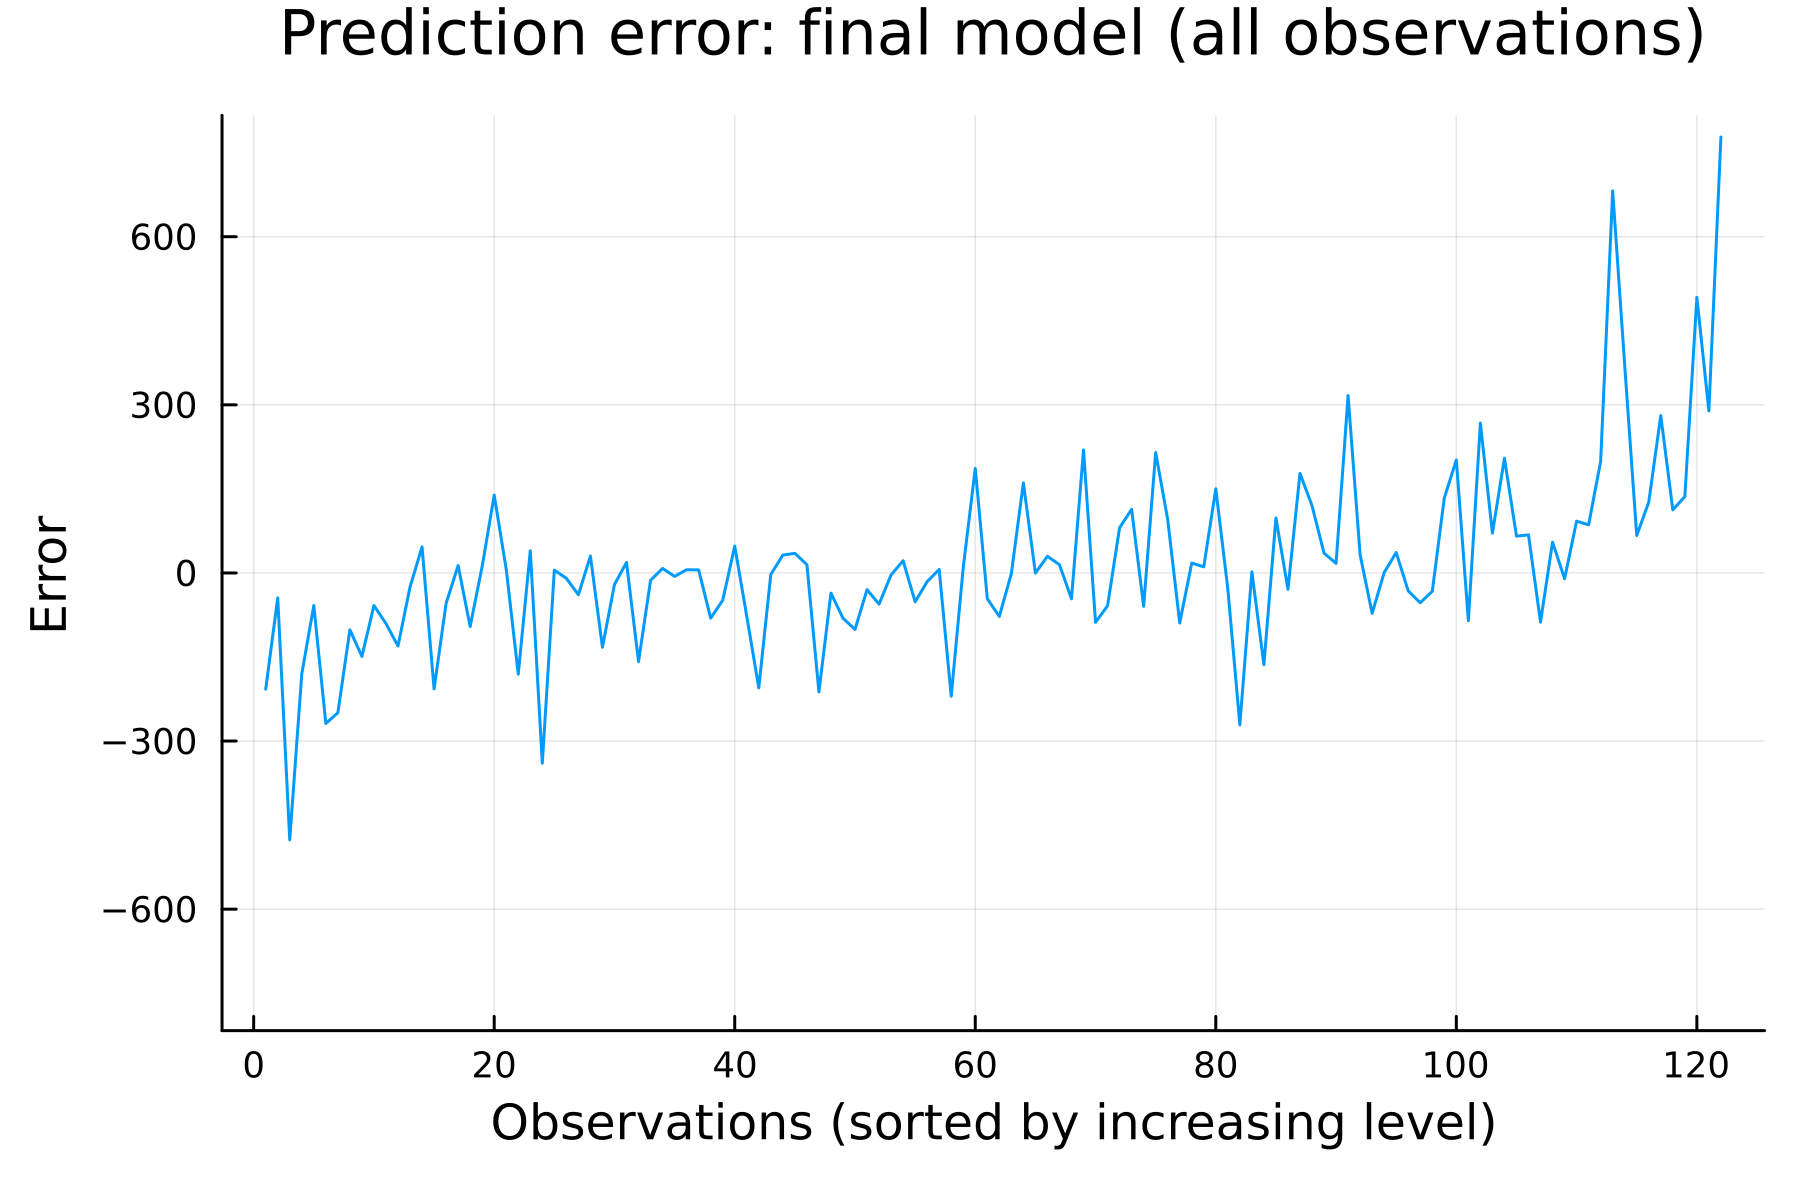 Prediction error: final model (all observations)
600
300
0
−300
−600
Error
0 20 40 60 80 100 120
Observations (sorted by increasing level)